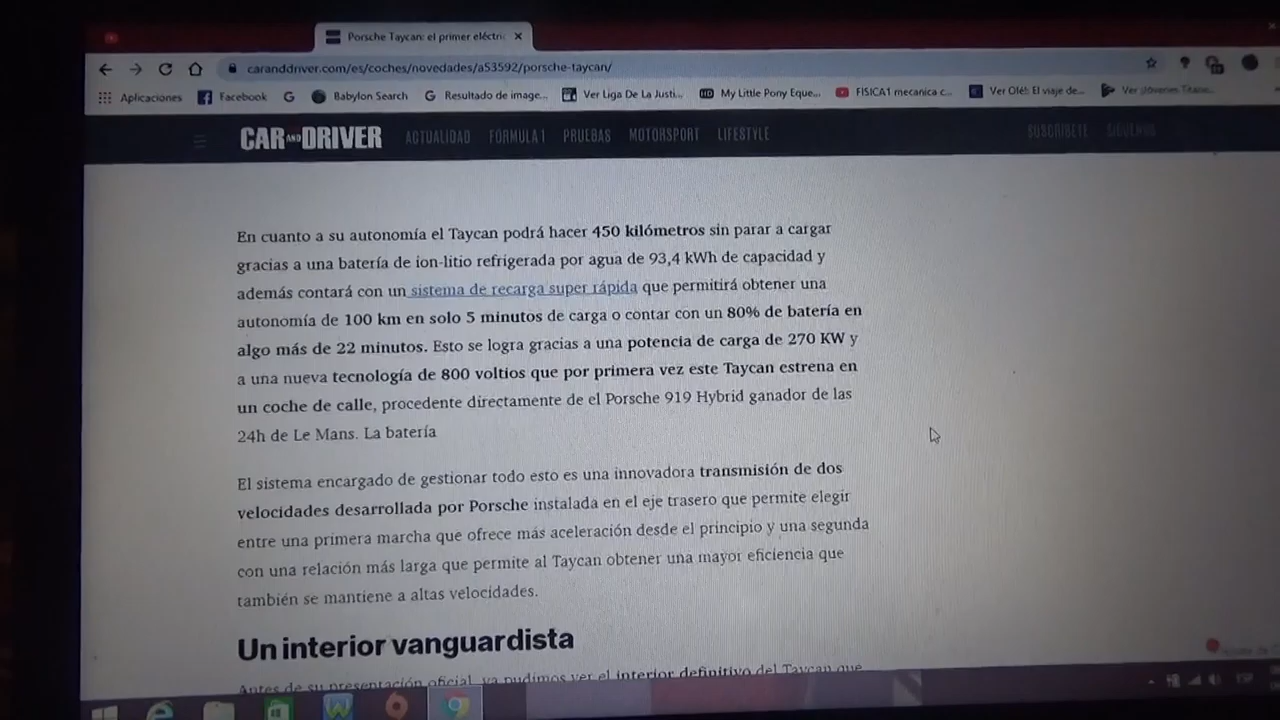 Porsche Taycan: el primer eléctric
caranddriver.com/es/coches/novedades/a53592/porsche-taycan/
Aplicaciones Facebook Babylon Search Resultado de image... Ver Liga De La Justi... My Little Pony Eque... FISICA1 mecanica c... Ver Olé!: El viaje de... Ver Jóvenes Titane...
CAR AND DRIVER ACTUALIDAD FÓRMULA 1 PRUEBAS MOTORSPORT LIFESTYLE SUSCRÍBETE SÍGUENOS
En cuanto a su autonomía el Taycan podrá hacer 450 kilómetros sin parar a cargar
gracias a una batería de ion-litio refrigerada por agua de 93,4 kWh de capacidad y
además contará con un sistema de recarga super rápida que permitirá obtener una
autonomía de 100 km en solo 5 minutos de carga o contar con un 80% de batería en
algo más de 22 minutos. Esto se logra gracias a una potencia de carga de 270 KW y
a una nueva tecnología de 800 voltios que por primera vez este Taycan estrena en
un coche de calle, procedente directamente de el Porsche 919 Hybrid ganador de las
24h de Le Mans. La batería
El sistema encargado de gestionar todo esto es una innovadora transmisión de dos
velocidades desarrollada por Porsche instalada en el eje trasero que permite elegir
entre una primera marcha que ofrece más aceleración desde el principio y una segunda
con una relación más larga que permite al Taycan obtener una mayor eficiencia que
también se mantiene a altas velocidades.
Un interior vanguardista
Antes de su presentación oficial, ya pudimos ver el interior definitivo del Taycan que